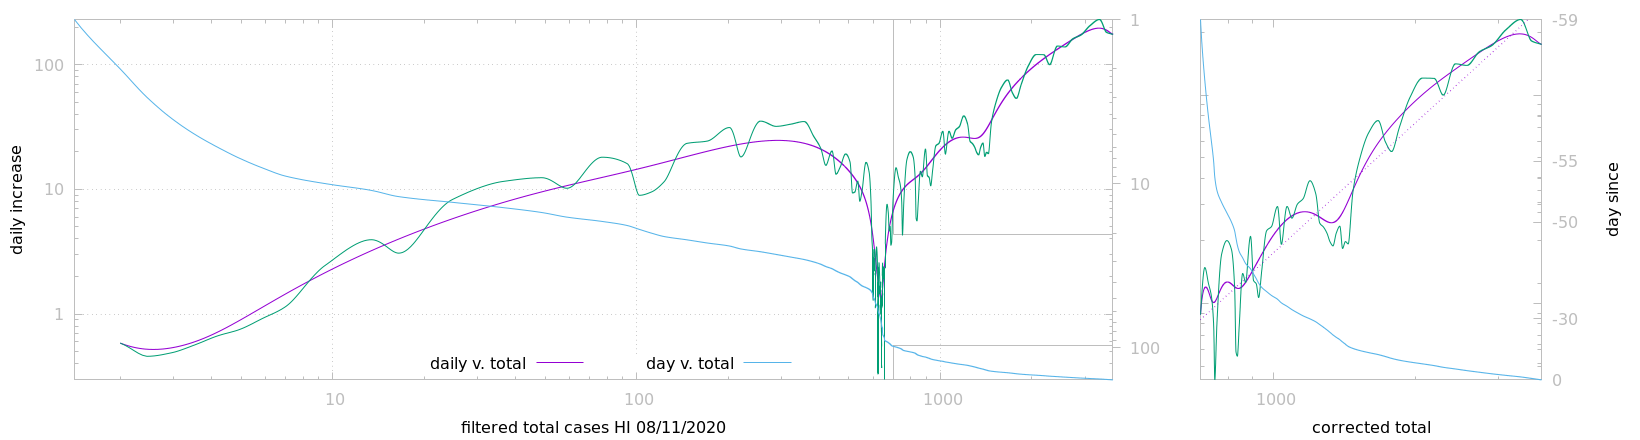 daily increase
100
10
1
10
100
1000
1
10
100
daily v. total
day v. total
filtered total cases HI 08/11/2020
1000
-59
-55
-50
-30
0
day since
corrected total